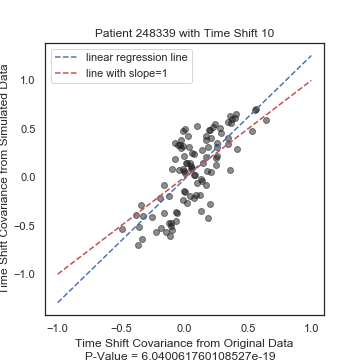 Patient 248339 with Time Shift 10
linear regression line
line with slope=1
Time Shift Covariance from Simulated Data
1.0
0.5
0.0
−0.5
−1.0
−1.0
−0.5
0.0
0.5
1.0
Time Shift Covariance from Original Data
P-Value = 6.040061760108527e-19